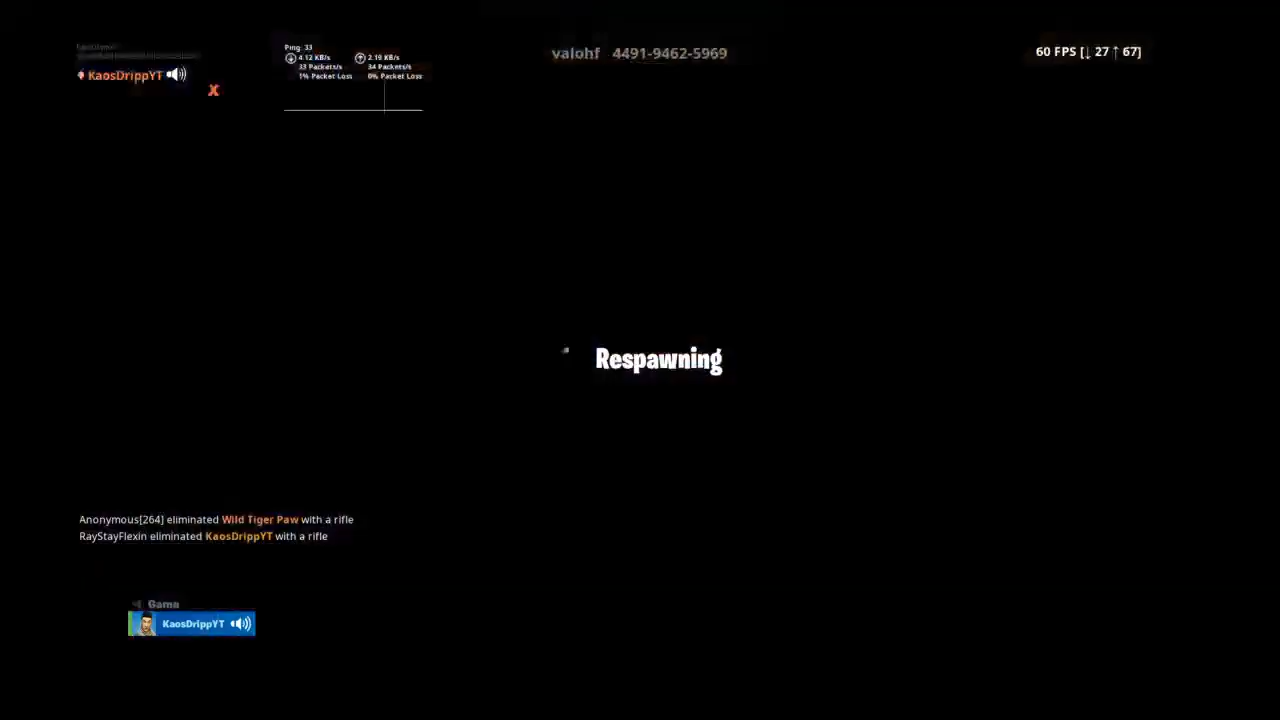 KaosDrippYT
X
Ping: 33
4.12 KB/s 2.19 KB/s
33 Packets/s 34 Packets/s
1% Packet Loss 0% Packet Loss
valohf 4491-9462-5969
60 FPS [↓ 27 ↑ 67]
Respawning
Anonymous[264] eliminated Wild Tiger Paw with a rifle
RayStayFlexin eliminated KaosDrippYT with a rifle
Game
KaosDrippYT